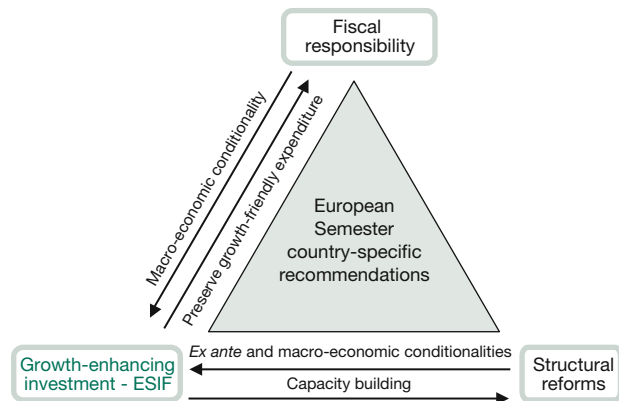 Fiscal
responsibility
Macro-economic conditionality
Preserve growth-friendly expenditure
European
Semester
country-specific
recommendations
Growth-enhancing
investment - ESIF
Ex ante and macro-economic conditionalities
Capacity building
Structural
reforms